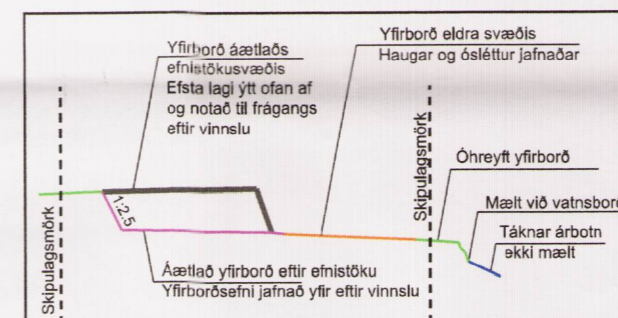 Yfirborð áætlaðs
efnistökusvæðis
Efsta lagi ýtt ofan af
og notað til frágangs
eftir vinnslu
Yfirborð eldra svæðis
Haugar og ósléttur jafnaðar
Skipulagsmörk
Skipulagsmörk
Óhreyft yfirborð
Mælt við vatnsborð
Táknar árbotn
ekki mælt
1:2.5
Áætlað yfirborð eftir efnistöku
Yfirborðsefni jafnað yfir eftir vinnslu